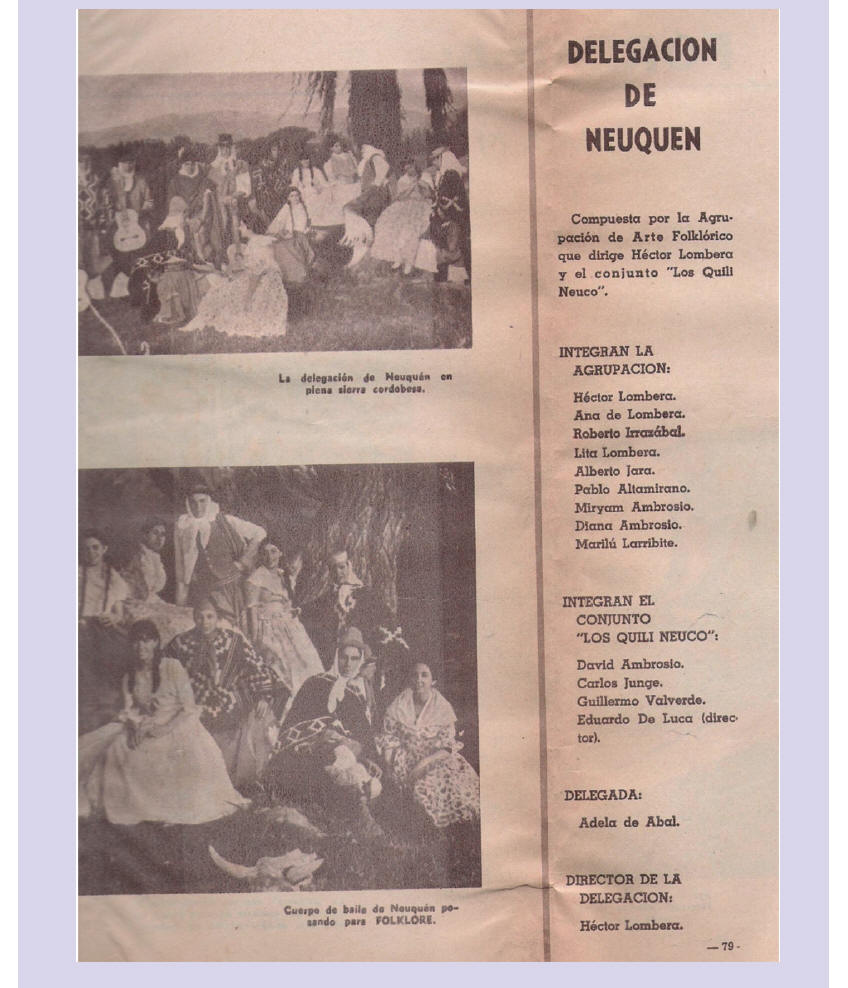 DELEGACION
DE
NEUQUEN
Compuesta por la Agru-
pación de Arte Folklórico
que dirige Héctor Lombera
y el conjunto "Los Quili
Neuco".
INTEGRAN LA
AGRUPACION:
Héctor Lombera.
Ana de Lombera.
Roberto Irrazábal.
Lita Lombera.
Alberto Jara.
Pablo Altamirano.
Miryam Ambrosio.
Diana Ambrosio.
Marilú Larribite.
INTEGRAN EL
CONJUNTO
"LOS QUILI NEUCO":
David Ambrosio.
Carlos Junge.
Guillermo Valverde.
Eduardo De Luca (direc-
tor).
DELEGADA:
Adela de Abal.
DIRECTOR DE LA
DELEGACION:
Héctor Lombera.
La delegación de Neuquén en
plena sierra cordobesa.
Cuerpo de baile de Neuquén po-
sando para FOLKLORE.
— 79 -